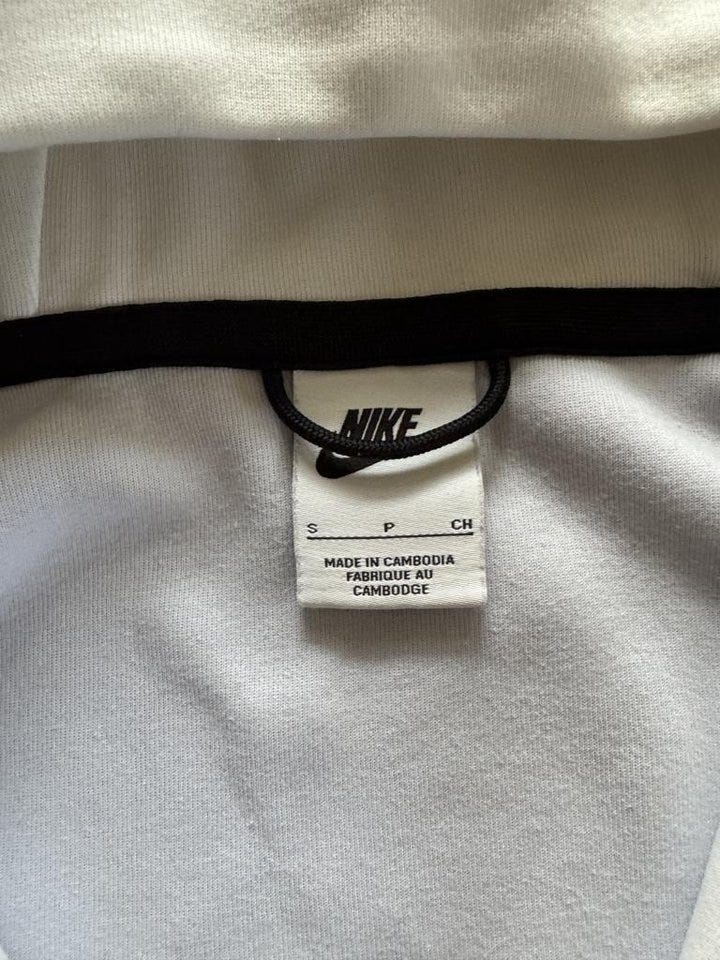 NIKE
S P CH
MADE IN CAMBODIA
FABRIQUE AU
CAMBODGE